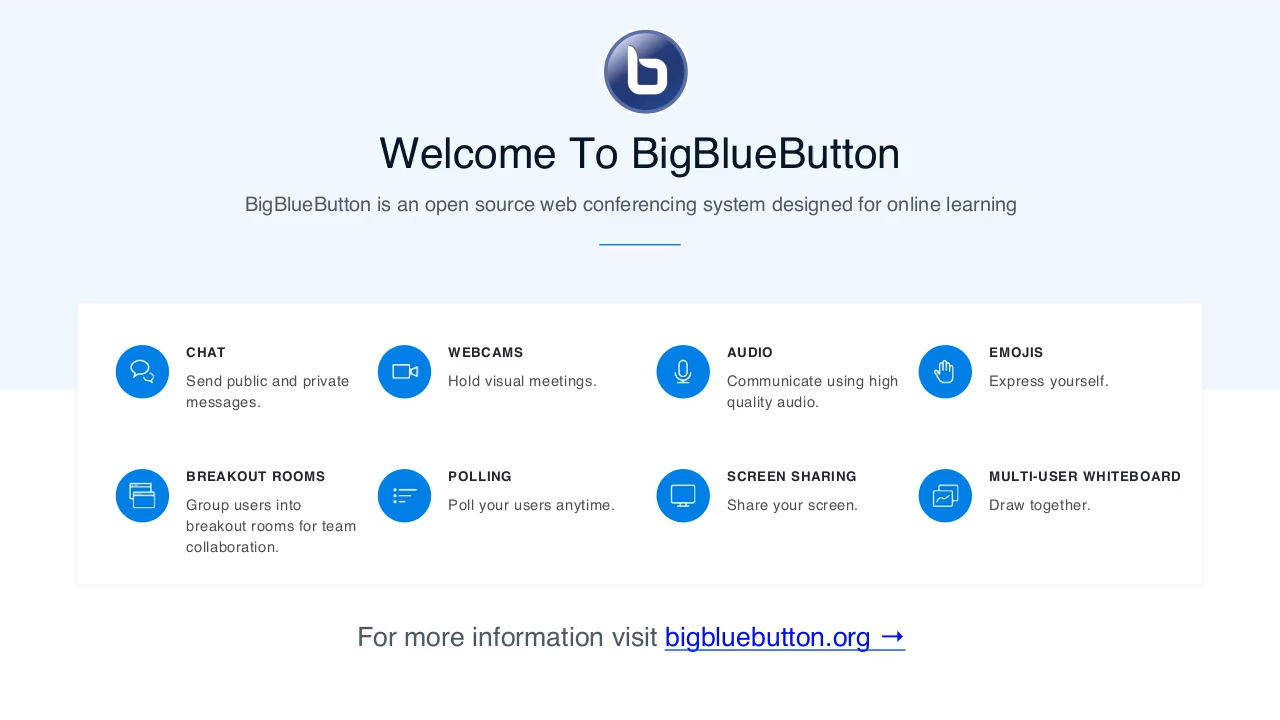 Welcome To BigBlueButton
BigBlueButton is an open source web conferencing system designed for online learning
CHAT
Send public and private
messages.
WEBCAMS
Hold visual meetings.
AUDIO
Communicate using high
quality audio.
EMOJIS
Express yourself.
BREAKOUT ROOMS
Group users into
breakout rooms for team
collaboration.
POLLING
Poll your users anytime.
SCREEN SHARING
Share your screen.
MULTI-USER WHITEBOARD
Draw together.
For more information visit bigbluebutton.org →